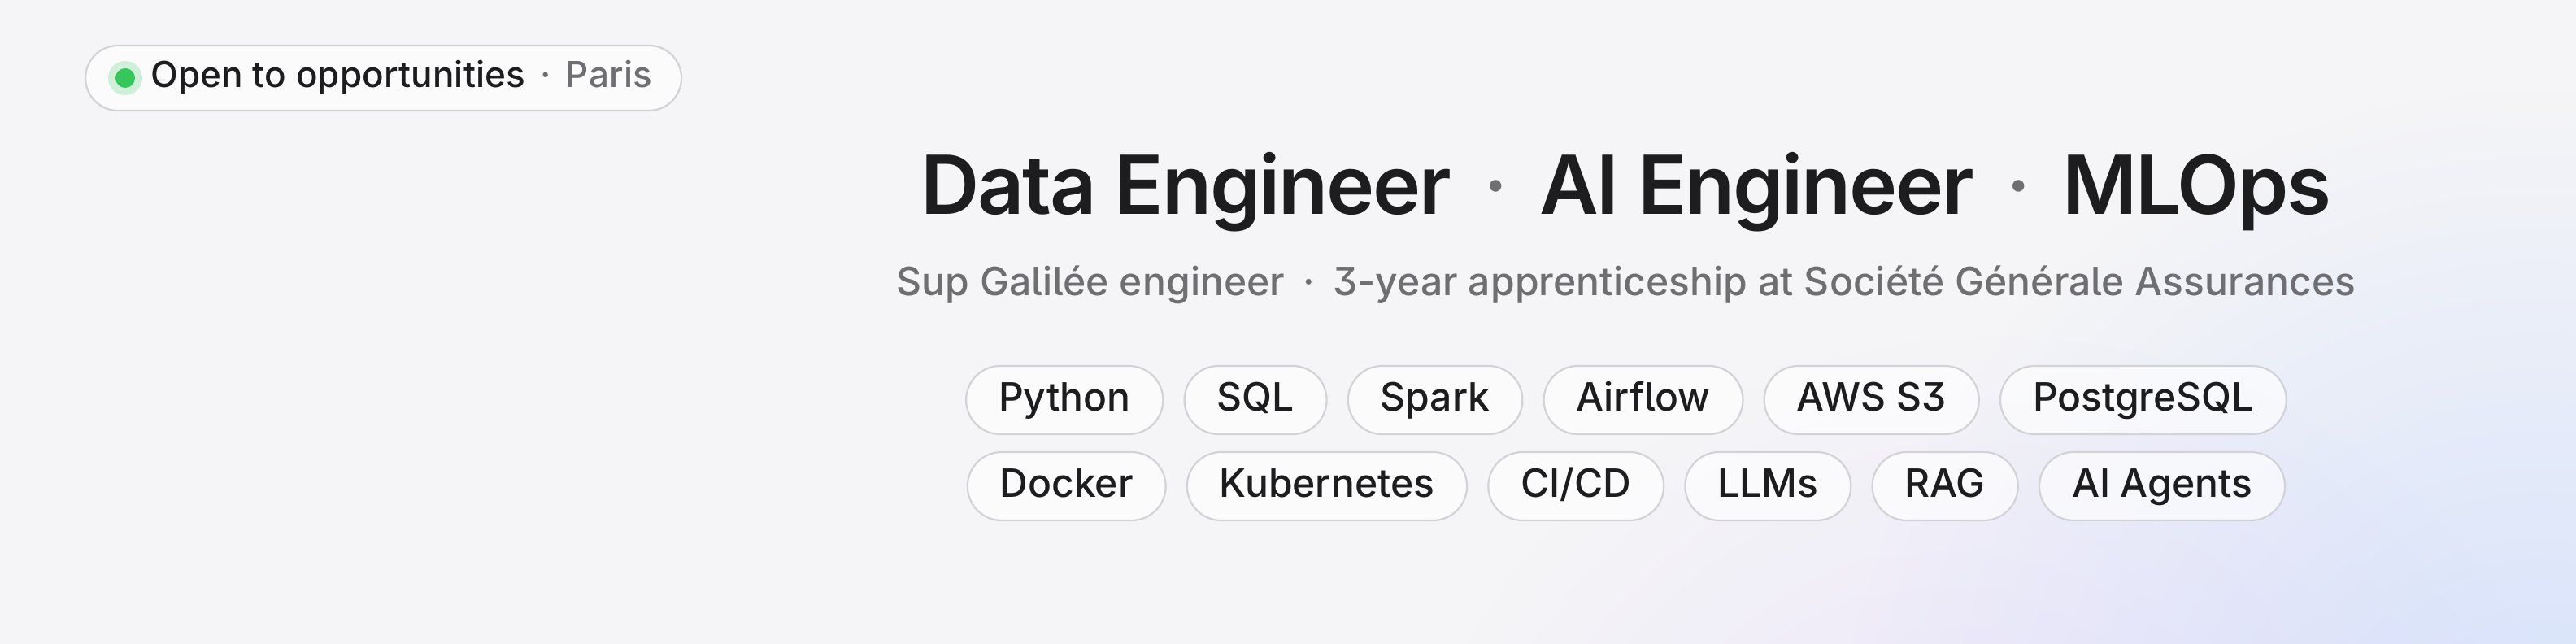 Open to opportunities · Paris
Data Engineer · AI Engineer · MLOps
Sup Galilée engineer · 3-year apprenticeship at Société Générale Assurances
Python SQL Spark Airflow AWS S3 PostgreSQL
Docker Kubernetes CI/CD LLMs RAG AI Agents